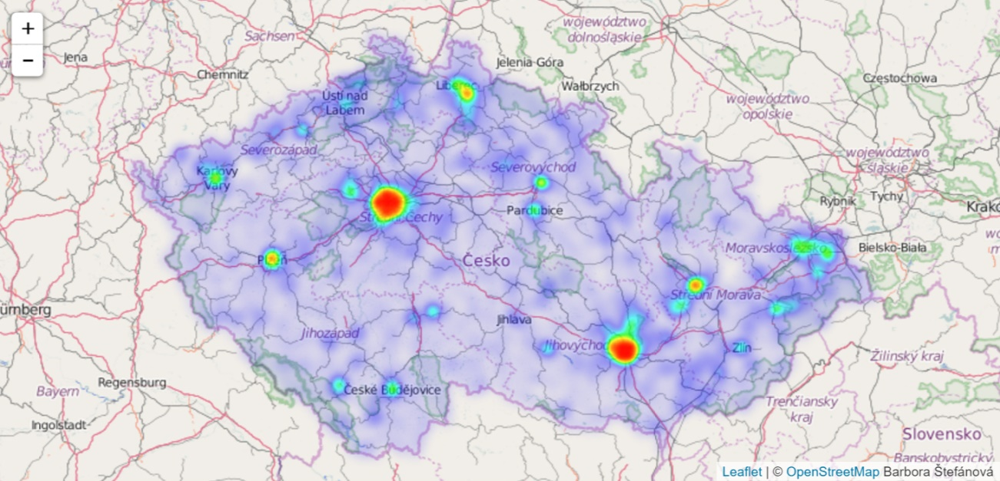 +
województwo
dolnośląskie
Sachsen
Jena
Jelenia-Góra
-
Chemnitz
Częstochowa
Wałbrzych
Liberec
Ústí nad
Labem
województwo
opolskie
Severozápad
województwo
śląskie
Karlovy
Vary
Severovýchod
Rybnik
Tychy
Pardubice
Střední Čechy
Moravskoslezsko
Bielsko-Biała
Plzeň
Česko
Střední Morava
Jihlava
Jihozápad
Jihovýchod
Zlín
Žilinský kraj
Regensburg
České Budějovice
Bayern
Trenčiansky
kraj
Ingolstadt
Slovensko
Banskobystrický
Leaflet | © OpenStreetMap Barbora Štefánová